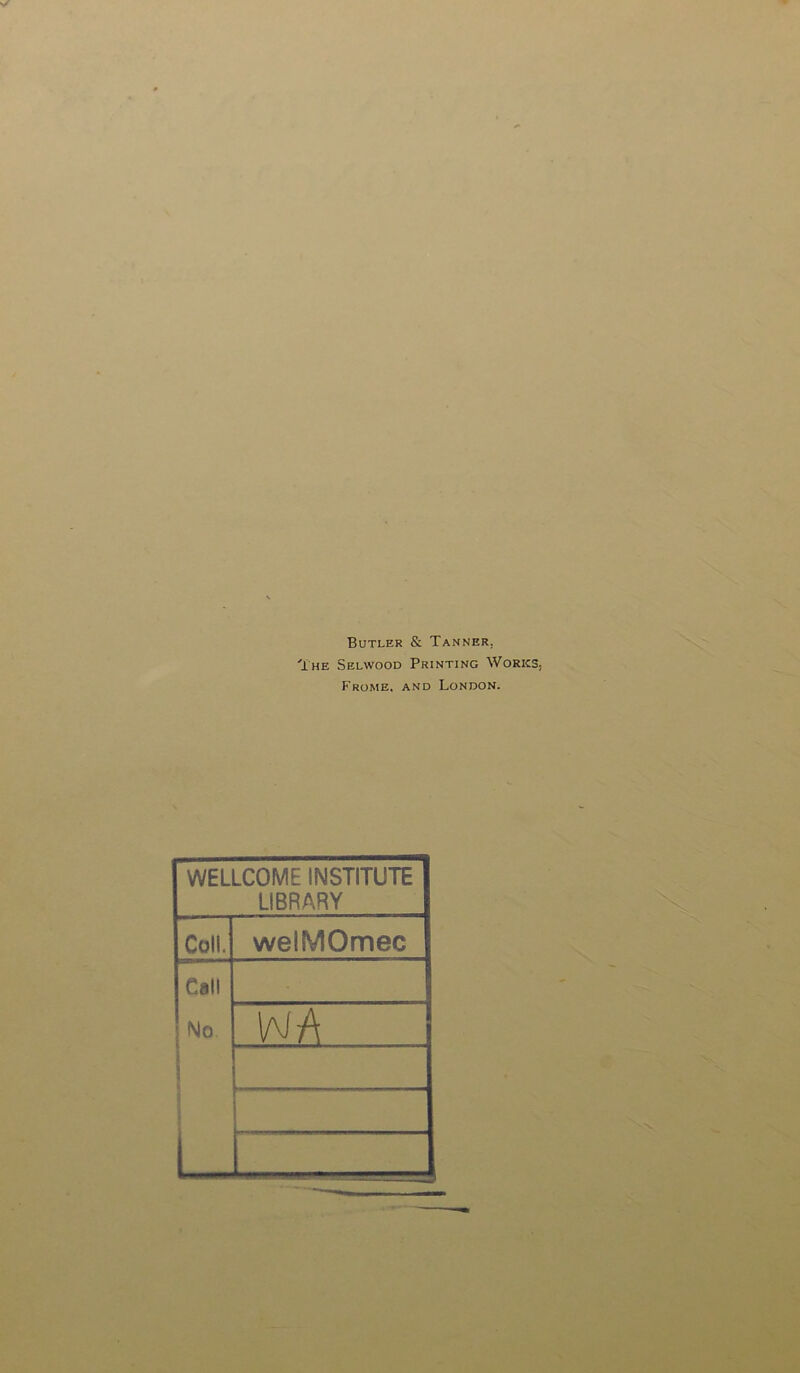 Butler & Tanner,
The Selwood Printing Works,
Frome, and London.
WELLCOME INSTITUTE
LIBRARY
Coll. welMOmec
Call
No WA